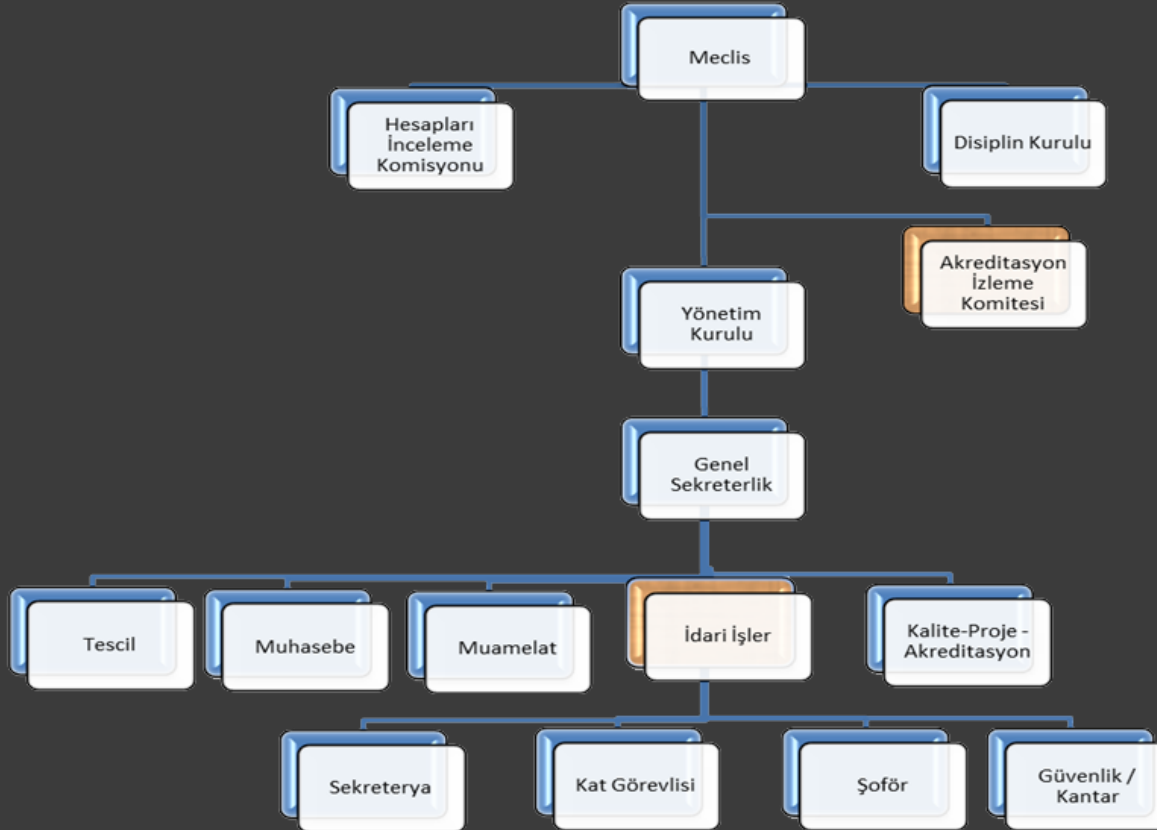 Meclis
Hesapları
İnceleme
Komisyonu
Disiplin Kurulu
Akreditasyon
İzleme
Komitesi
Yönetim
Kurulu
Genel
Sekreterlik
Tescil
Muhasebe
Muamelat
İdari İşler
Kalite-Proje -
Akreditasyon
Sekreterya
Kat Görevlisi
Şoför
Güvenlik /
Kantar